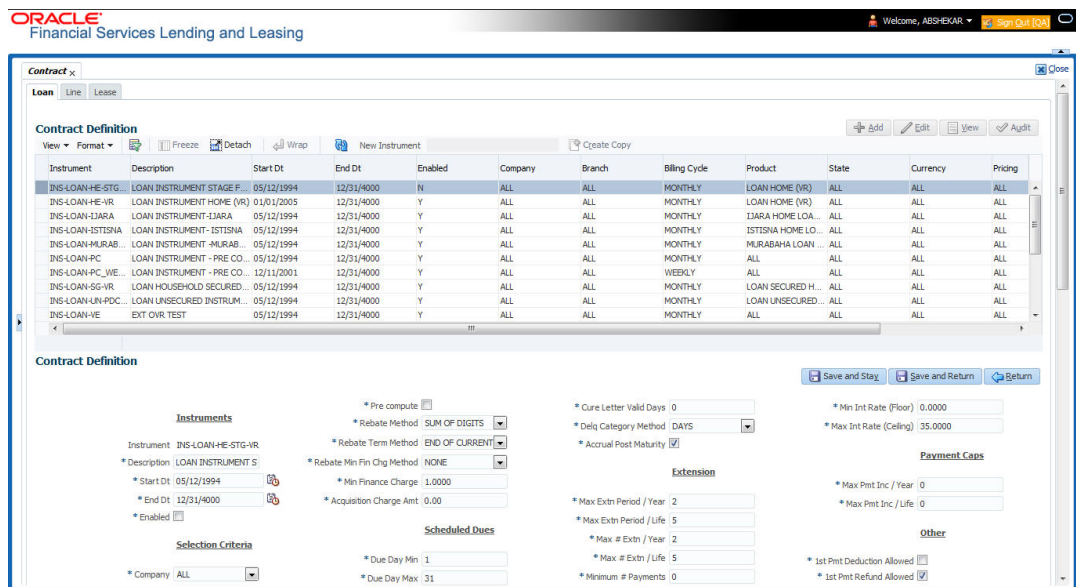 ORACLE
Financial Services Lending and Leasing
Welcome, ABSHEKAR
Sign Out [QA]
Contract
Close
Loan Line Lease
Contract Definition
Add Edit View Audit
View Format Freeze Detach Wrap New Instrument Create Copy
Instrument Description Start Dt End Dt Enabled Company Branch Billing Cycle Product State Currency Pricing
INS-LOAN-HE-STG... LOAN INSTRUMENT STAGE F... 05/12/1994 12/31/4000 N ALL ALL MONTHLY LOAN HOME (VR) ALL ALL ALL
INS-LOAN-HE-VR LOAN INSTRUMENT HOME (VR) 01/01/2005 12/31/4000 Y ALL ALL MONTHLY LOAN HOME (VR) ALL ALL ALL
INS-LOAN-IJARA LOAN INSTRUMENT-IJARA 05/12/1994 12/31/4000 Y ALL ALL MONTHLY IJARA HOME LOA... ALL ALL ALL
INS-LOAN-ISTISNA LOAN INSTRUMENT- ISTISNA 05/12/1994 12/31/4000 Y ALL ALL MONTHLY ISTISNA HOME LO... ALL ALL ALL
INS-LOAN-MURAB... LOAN INSTRUMENT -MURAB... 05/12/1994 12/31/4000 Y ALL ALL MONTHLY MURABAHA LOAN ... ALL ALL ALL
INS-LOAN-PC LOAN INSTRUMENT - PRE CO... 05/12/1994 12/31/4000 Y ALL ALL MONTHLY ALL ALL ALL ALL
INS-LOAN-PC_WE... LOAN INSTRUMENT - PRE CO... 12/11/2001 12/31/4000 Y ALL ALL WEEKLY ALL ALL ALL ALL
INS-LOAN-SG-VR LOAN HOUSEHOLD SECURED... 05/12/1994 12/31/4000 Y ALL ALL MONTHLY LOAN SECURED H... ALL ALL ALL
INS-LOAN-UN-PDC... LOAN UNSECURED INSTRUM... 05/12/1994 12/31/4000 Y ALL ALL MONTHLY LOAN UNSECURED... ALL ALL ALL
INS-LOAN-VE EXT OVR TEST 05/12/1994 12/31/4000 Y ALL ALL MONTHLY ALL ALL ALL ALL
Contract Definition
Save and Stay Save and Return Return
Instruments
Instrument INS-LOAN-HE-STG-VR
* Description LOAN INSTRUMENT S
* Start Dt 05/12/1994
* End Dt 12/31/4000
* Enabled
Selection Criteria
* Company ALL
* Pre compute
* Rebate Method SUM OF DIGITS
* Rebate Term Method END OF CURRENT
* Rebate Min Fin Chg Method NONE
* Min Finance Charge 1.0000
* Acquisition Charge Amt 0.00
Scheduled Dues
* Due Day Min 1
* Due Day Max 31
* Cure Letter Valid Days 0
* Delq Category Method DAYS
* Accrual Post Maturity
Extension
* Max Extn Period / Year 2
* Max Extn Period / Life 5
* Max # Extn / Year 2
* Max # Extn / Life 5
* Minimum # Payments 0
* Min Int Rate (Floor) 0.0000
* Max Int Rate (Ceiling) 35.0000
Payment Caps
* Max Pmt Inc / Year 0
* Max Pmt Inc / Life 0
Other
* 1st Pmt Deduction Allowed
* 1st Pmt Refund Allowed